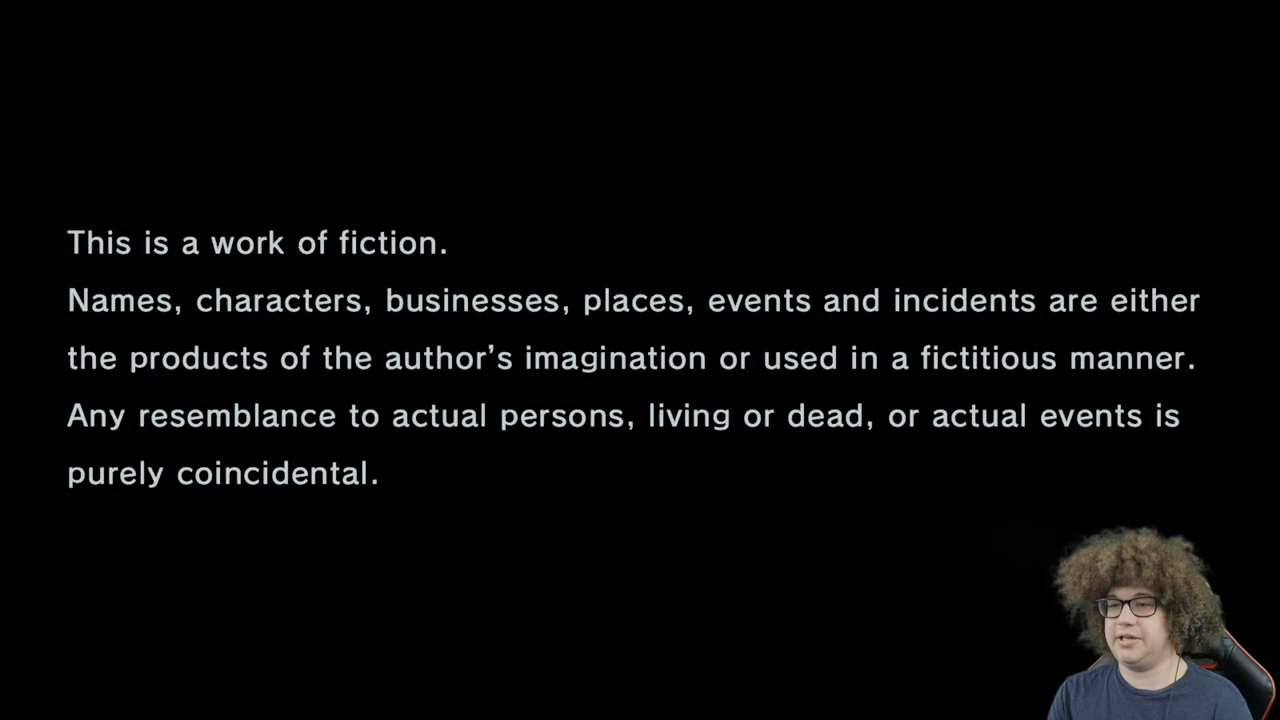 This is a work of fiction.
Names, characters, businesses, places, events and incidents are either
the products of the author’s imagination or used in a fictitious manner.
Any resemblance to actual persons, living or dead, or actual events is
purely coincidental.